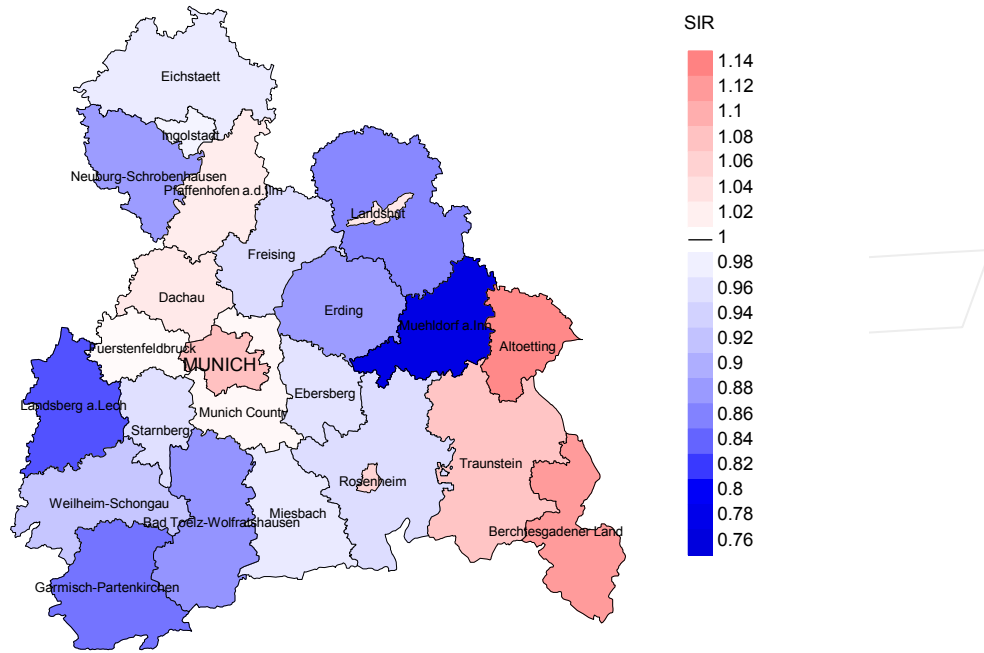 SIR
1.14
1.12
1.1
1.08
1.06
1.04
1.02
1
0.98
0.96
0.94
0.92
0.9
0.88
0.86
0.84
0.82
0.8
0.78
0.76
Eichstaett
Ingolstadt
Neuburg-Schrobenhausen
Pfaffenhofen a.d.Ilm
Landshut
Freising
Dachau
Erding
Muehldorf a.Inn
Altoetting
Fuerstenfeldbruck
MUNICH
Ebersberg
Landsberg a.Lech
Munich County
Starnberg
Traunstein
Rosenheim
Weilheim-Schongau
Miesbach
Bad Toelz-Wolfratshausen
Berchtesgadener Land
Garmisch-Partenkirchen